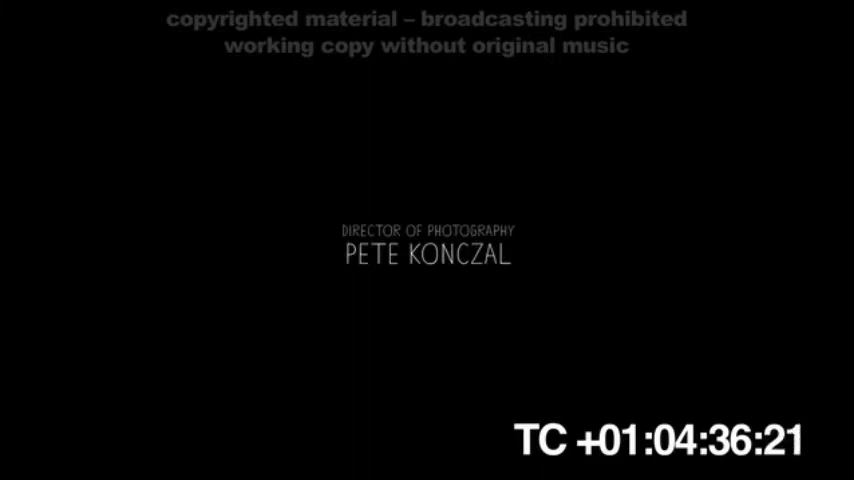 copyrighted material – broadcasting prohibited
working copy without original music
DIRECTOR OF PHOTOGRAPHY
PETE KONCZAL
TC +01:04:36:21